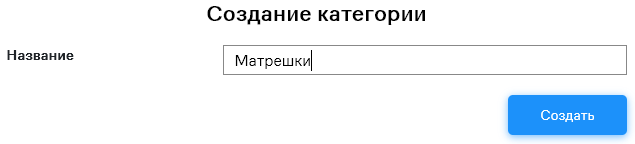 Создание категории
Название
Матрешки
Создать